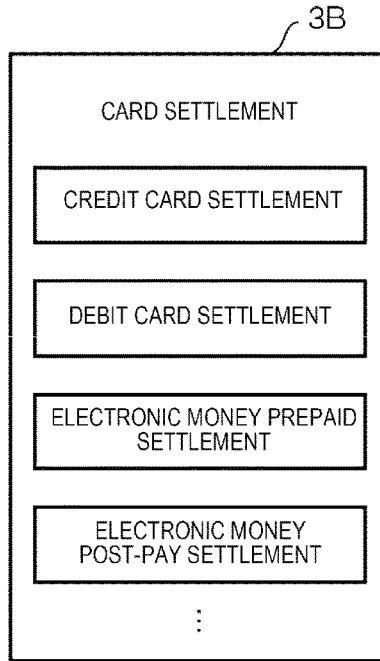 3B
CARD SETTLEMENT
CREDIT CARD SETTLEMENT
DEBIT CARD SETTLEMENT
ELECTRONIC MONEY PREPAID
SETTLEMENT
ELECTRONIC MONEY
POST-PAY SETTLEMENT
⋮